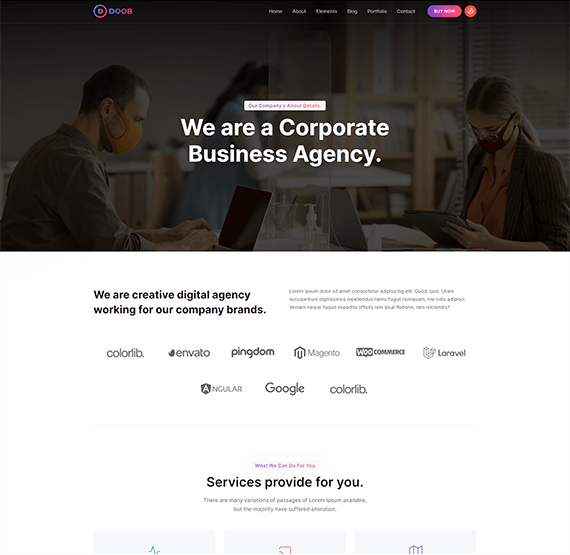 DOOB
Home About Elements Blog Portfolio Contact BUY NOW
Our Company's About Details.
We are a Corporate
Business Agency.
We are creative digital agency
working for our company brands.
Lorem ipsum dolor sit amet consectetur adipisicing elit. Quod, quis. Ullam
accusantium dignissimos repellendus nemo fugiat numquam, nisi odio adipisci.
Veniam neque itaque expedita officiis rem ipsa! Ratione, rem reiciendis?
colorlib. envato pingdom Magento WOO COMMERCE Laravel
ANGULAR Google colorlib.
What We Can Do For You
Services provide for you.
There are many variations of passages of Lorem Ipsum available,
but the majority have suffered alteration.